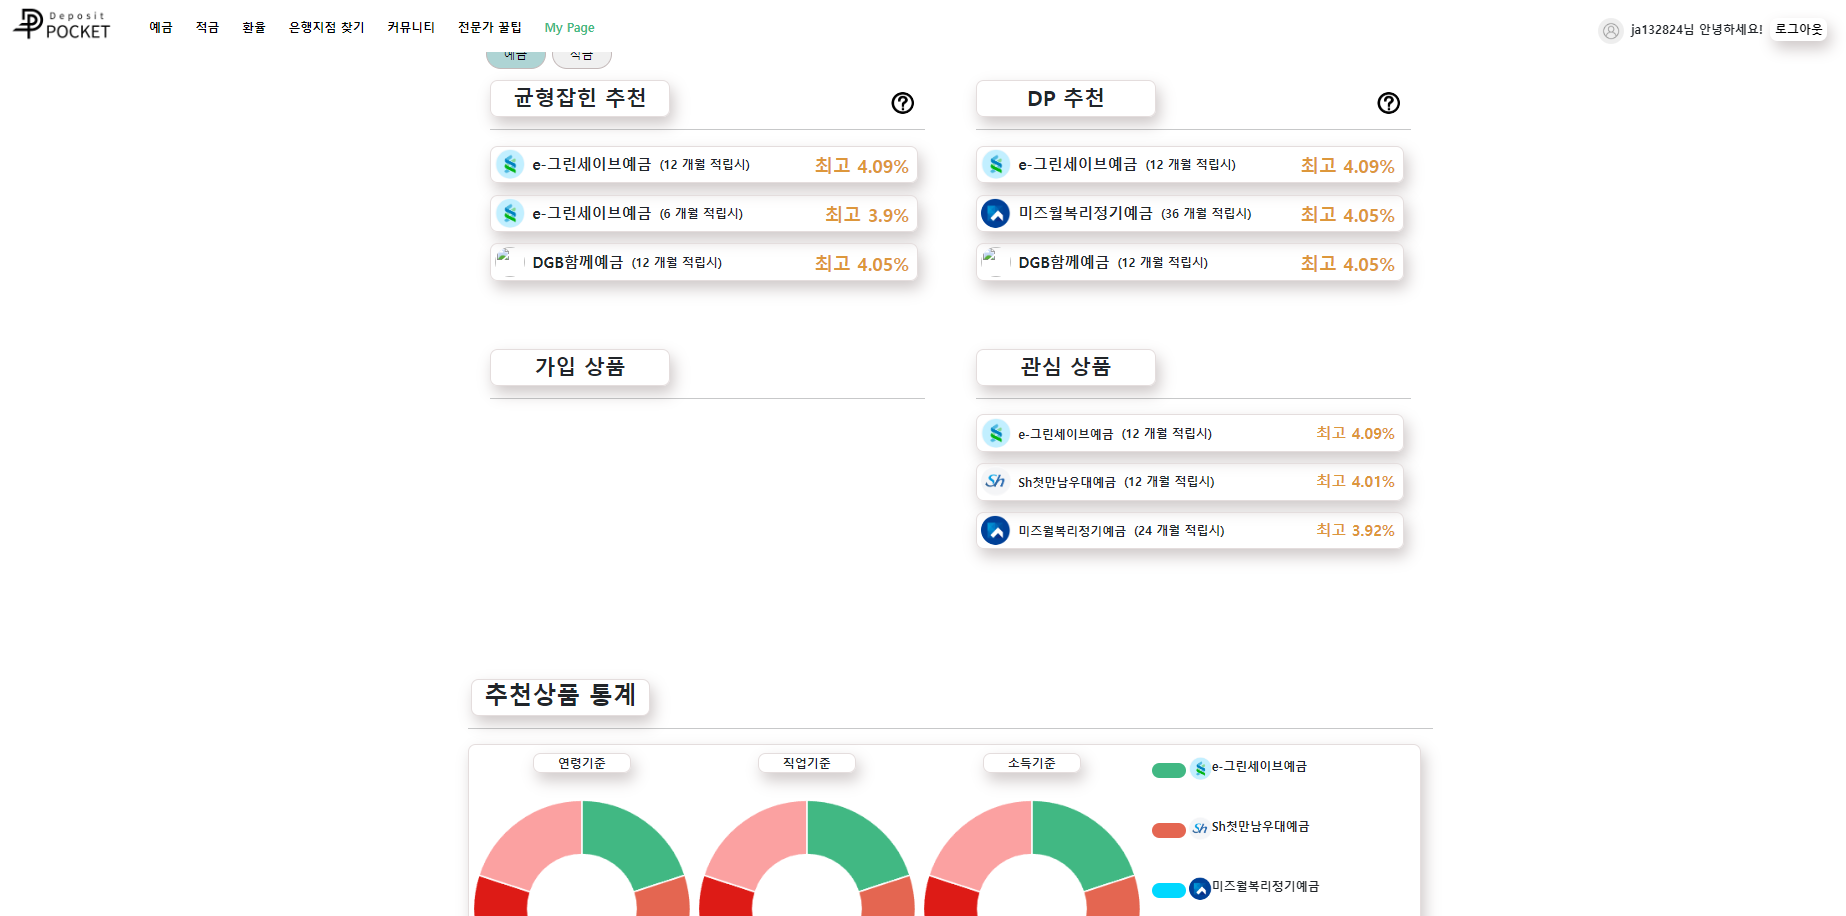 Deposit
POCKET
예금 적금 환율 은행지점 찾기 커뮤니티 전문가 꿀팁 My Page
ja132824님 안녕하세요! 로그아웃
예금 적금
균형잡힌 추천
e-그린세이브예금 (12 개월 적립시) 최고 4.09%
e-그린세이브예금 (6 개월 적립시) 최고 3.9%
DGB함께예금 (12 개월 적립시) 최고 4.05%
DP 추천
e-그린세이브예금 (12 개월 적립시) 최고 4.09%
미즈월복리정기예금 (36 개월 적립시) 최고 4.05%
DGB함께예금 (12 개월 적립시) 최고 4.05%
가입 상품
관심 상품
e-그린세이브예금 (12 개월 적립시) 최고 4.09%
Sh Sh첫만남우대예금 (12 개월 적립시) 최고 4.01%
미즈월복리정기예금 (24 개월 적립시) 최고 3.92%
추천상품 통계
연령기준 직업기준 소득기준
e-그린세이브예금
Sh Sh첫만남우대예금
미즈월복리정기예금